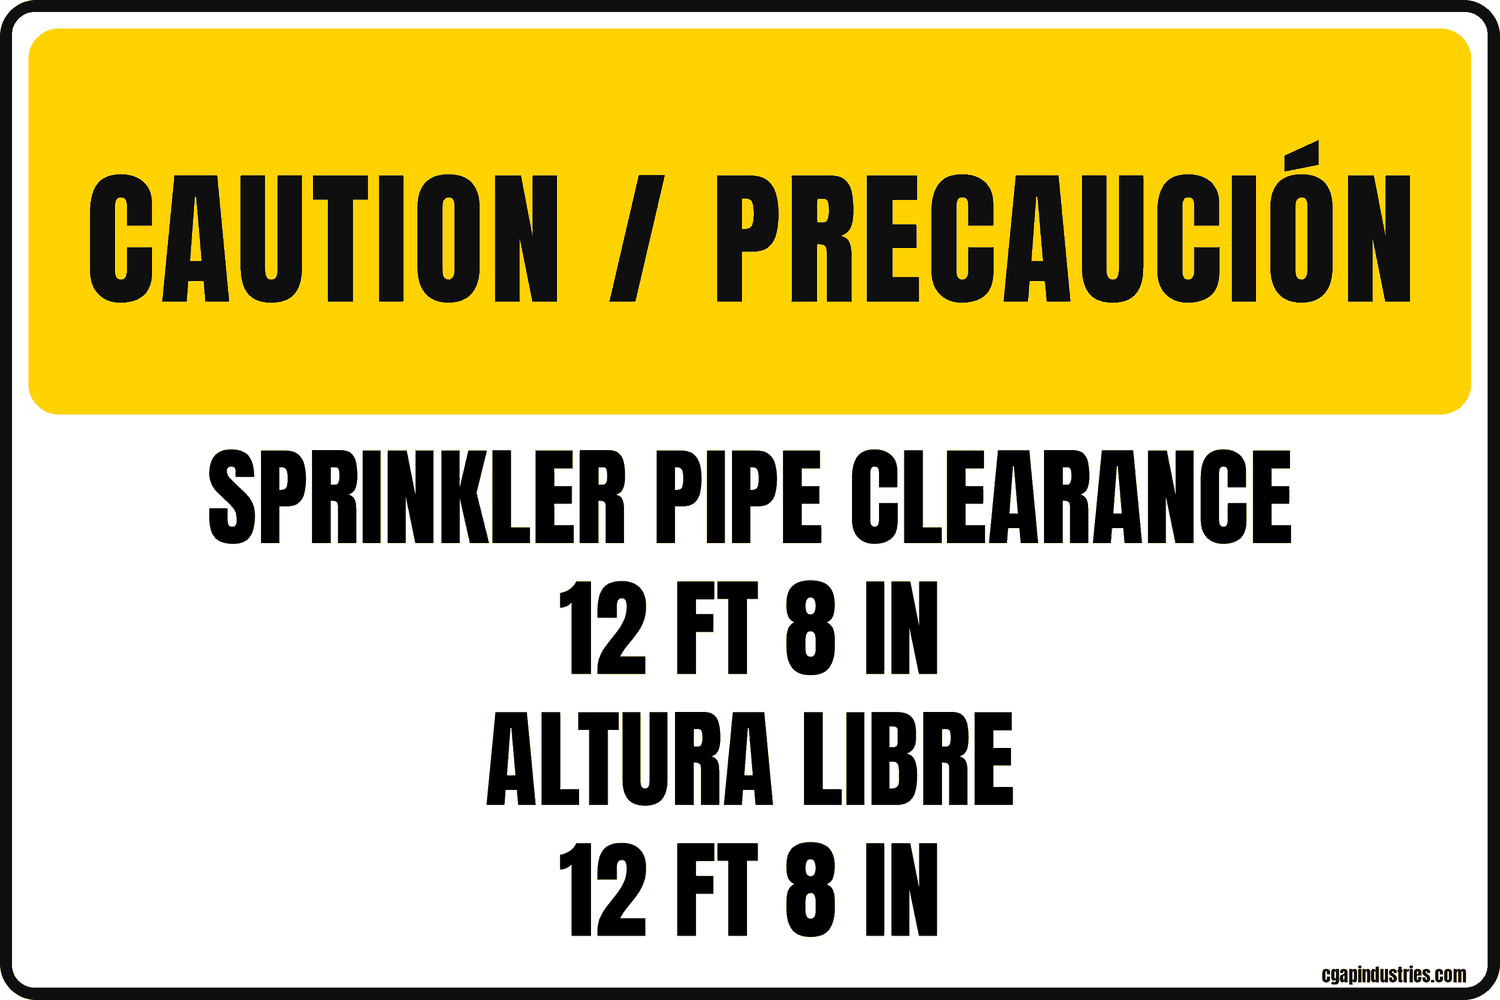 CAUTION / PRECAUCIÓN
SPRINKLER PIPE CLEARANCE
12 FT 8 IN
ALTURA LIBRE
12 FT 8 IN
cgapindustries.com